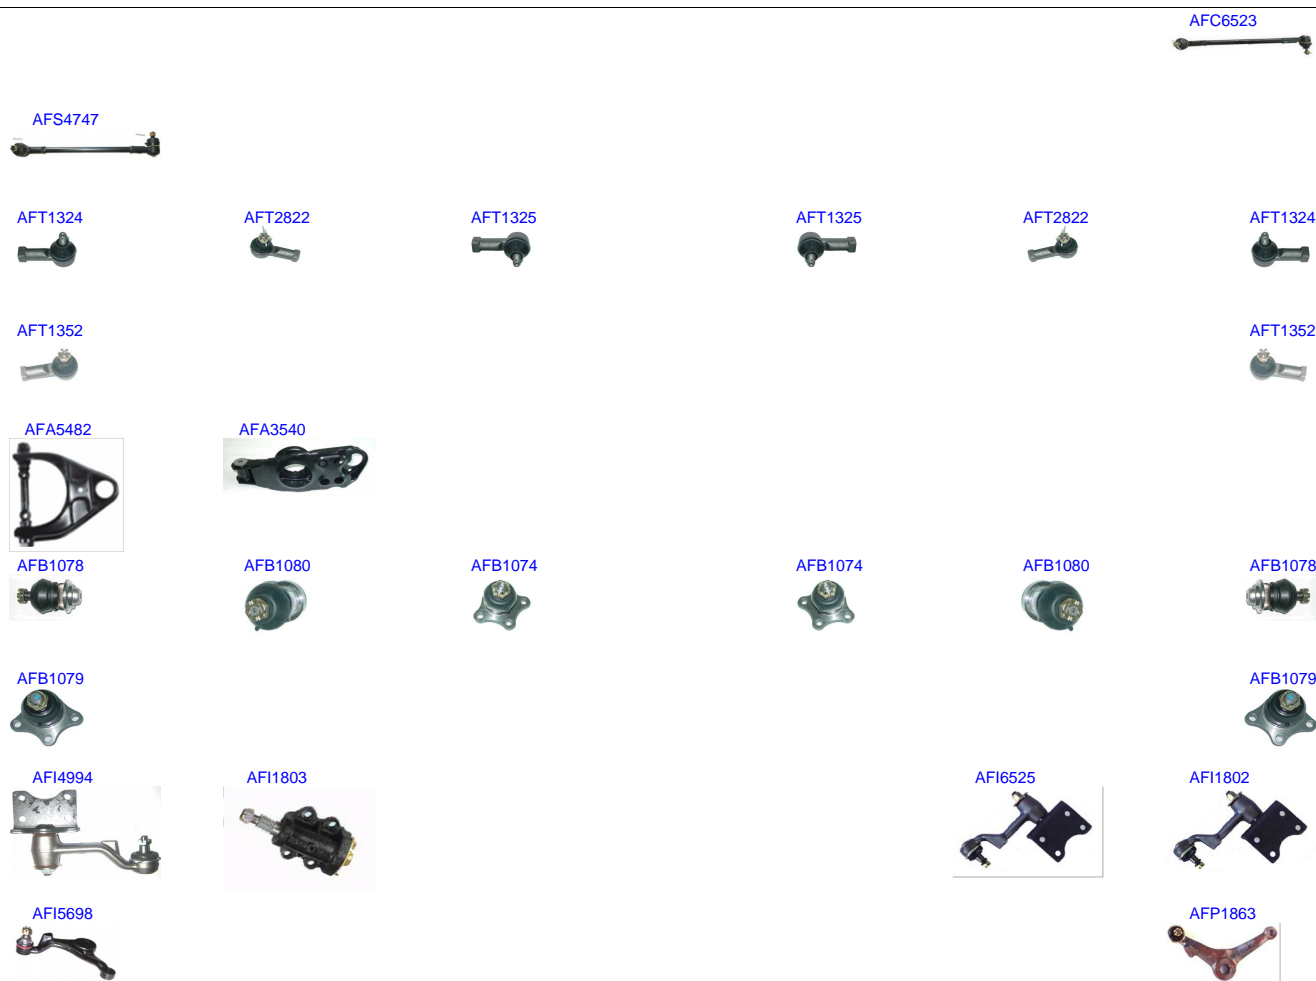 AFC6523
AFS4747
AFT1324 AFT2822 AFT1325 AFT1325 AFT2822 AFT1324
AFT1352 AFT1352
AFA5482 AFA3540
AFB1078 AFB1080 AFB1074 AFB1074 AFB1080 AFB1078
AFB1079 AFB1079
AFI4994 AFI1803 AFI6525 AFI1802
AFI5698 AFP1863